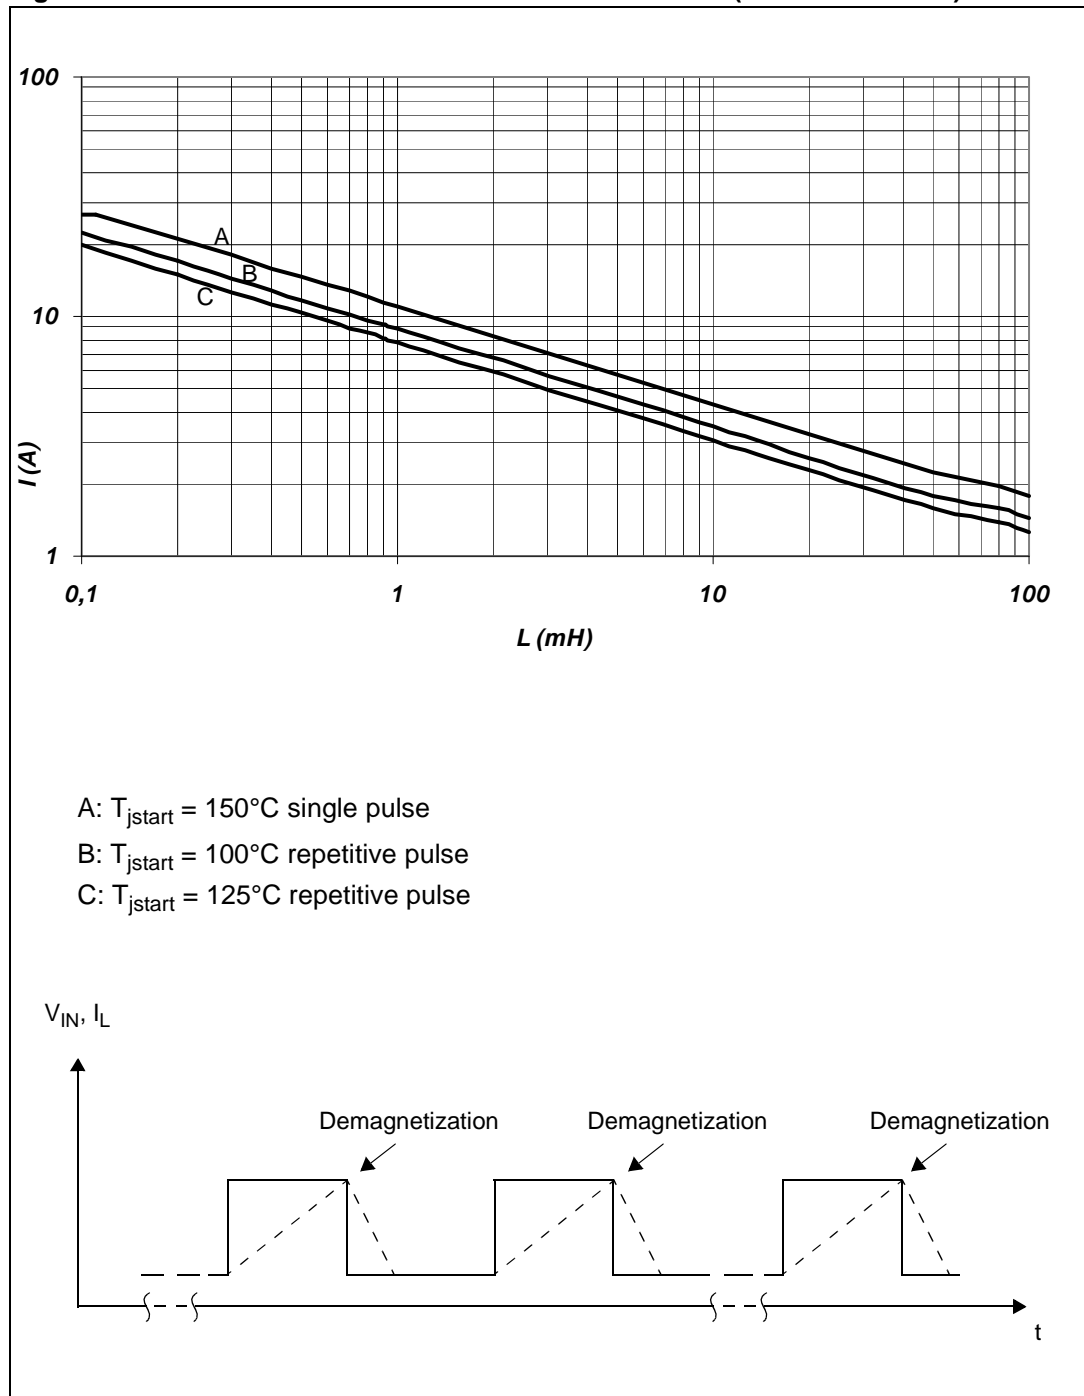 100
A
B
C
10
I (A)
1
0,1 1 10 100
L (mH)
A: Tjstart = 150°C single pulse
B: Tjstart = 100°C repetitive pulse
C: Tjstart = 125°C repetitive pulse
VIN, IL
Demagnetization Demagnetization Demagnetization
t